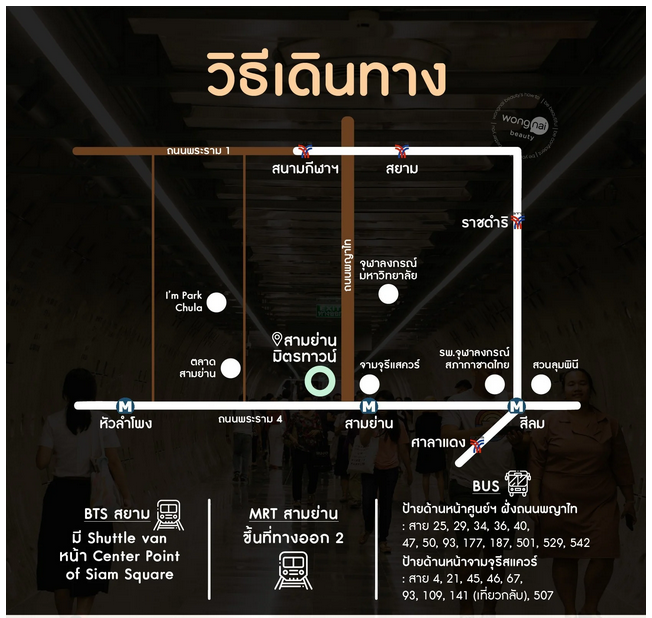 วิธีเดินทาง
wongnai
beauty
ถนนพระราม 1
สนามกีฬาฯ
สยาม
ราชดำริ
ถนนพญาไท
จุฬาลงกรณ์
มหาวิทยาลัย
I'm Park
Chula
สามย่าน
มิตรทาวน์
ตลาด
สามย่าน
จามจุรีสแควร์
รพ.จุฬาลงกรณ์
สภากาชาดไทย
สวนลุมพินี
M
M
M
หัวลำโพง
ถนนพระราม 4
สามย่าน
สีลม
ศาลาแดง
BTS สยาม
มี Shuttle van
หน้า Center Point
of Siam Square
MRT สามย่าน
ขึ้นที่ทางออก 2
BUS
ป้ายด้านหน้าศูนย์ฯ ฝั่งถนนพญาไท
: สาย 25, 29, 34, 36, 40,
47, 50, 93, 177, 187, 501, 529, 542
ป้ายด้านหน้าจามจุรีสแควร์
: สาย 4, 21, 45, 46, 67,
93, 109, 141 (เที่ยวกลับ), 507